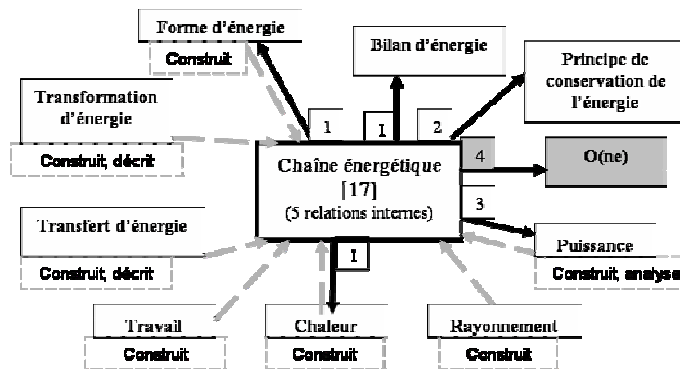 Forme d'énergie
Construit
Bilan d'énergie
Principe de
conservation de
l'énergie
Transformation
d'énergie
Construit, décrit
1
1
2
Chaîne énergétique
[17]
(5 relations internes)
4
O(ne)
3
Transfert d'énergie
Construit, décrit
1
Puissance
Construit, analyse
Travail
Construit
Chaleur
Construit
Rayonnement
Construit